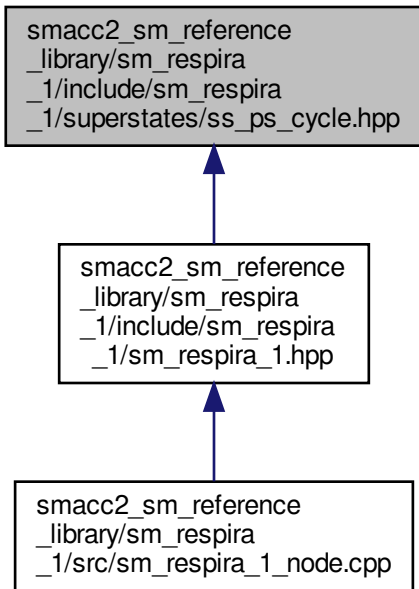 smacc2_sm_reference
_library/sm_respira
_1/include/sm_respira
_1/superstates/ss_ps_cycle.hpp
smacc2_sm_reference
_library/sm_respira
_1/include/sm_respira
_1/sm_respira_1.hpp
smacc2_sm_reference
_library/sm_respira
_1/src/sm_respira_1_node.cpp